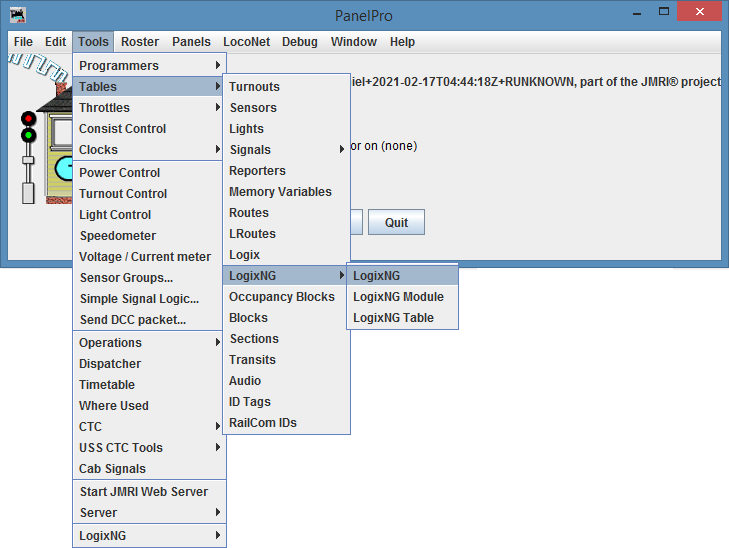 PanelPro
File Edit Tools Roster Panels LocoNet Debug Window Help
iel+2021-02-17T04:44:18Z+RUNKNOWN, part of the JMRI® project
or on (none)
Quit
Programmers
Tables
Throttles
Consist Control
Clocks
Power Control
Turnout Control
Light Control
Speedometer
Voltage / Current meter
Sensor Groups...
Simple Signal Logic...
Send DCC packet...
Operations
Dispatcher
Timetable
Where Used
CTC
USS CTC Tools
Cab Signals
Start JMRI Web Server
Server
LogixNG
Turnouts
Sensors
Lights
Signals
Reporters
Memory Variables
Routes
LRoutes
Logix
LogixNG
Occupancy Blocks
Blocks
Sections
Transits
Audio
ID Tags
RailCom IDs
LogixNG
LogixNG Module
LogixNG Table